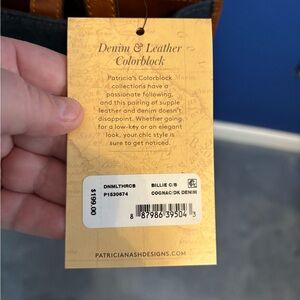 Denim & Leather
Colorblock
Patricia's Colorblock
collections have a
passionate following,
and this pairing of supple
leather and denim doesn't
disappoint. Whether going
for a low-key or an elegant
look, your chic style is
sure to get noticed.
$199.00
DNMLTHRCB BILLIE C/B
P1530674 COGNAC/DK DENIM
8 87986 39504 3
PATRICIANASHDESIGNS.COM